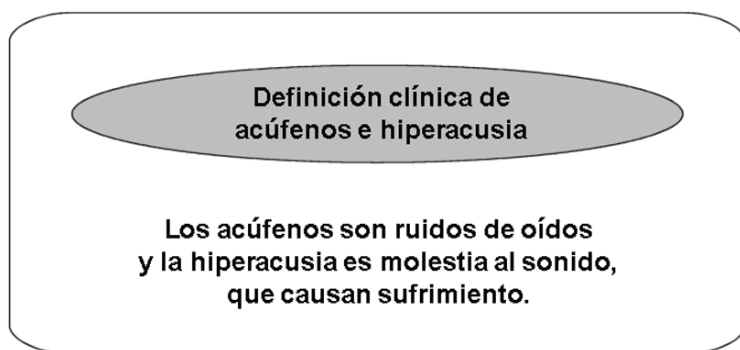 Definición clínica de
acúfenos e hiperacusia
Los acúfenos son ruidos de oídos
y la hiperacusia es molestia al sonido,
que causan sufrimiento.